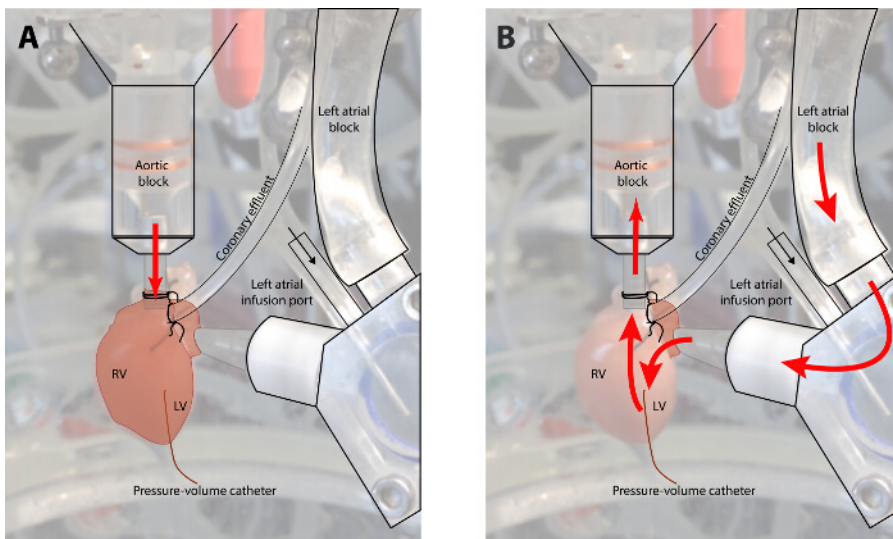 A
Left atrial
block
Aortic
block
Coronary effluent
Left atrial
infusion port
RV
LV
Pressure-volume catheter
B
Left atrial
block
Aortic
block
Coronary effluent
Left atrial
infusion port
RV
LV
Pressure-volume catheter